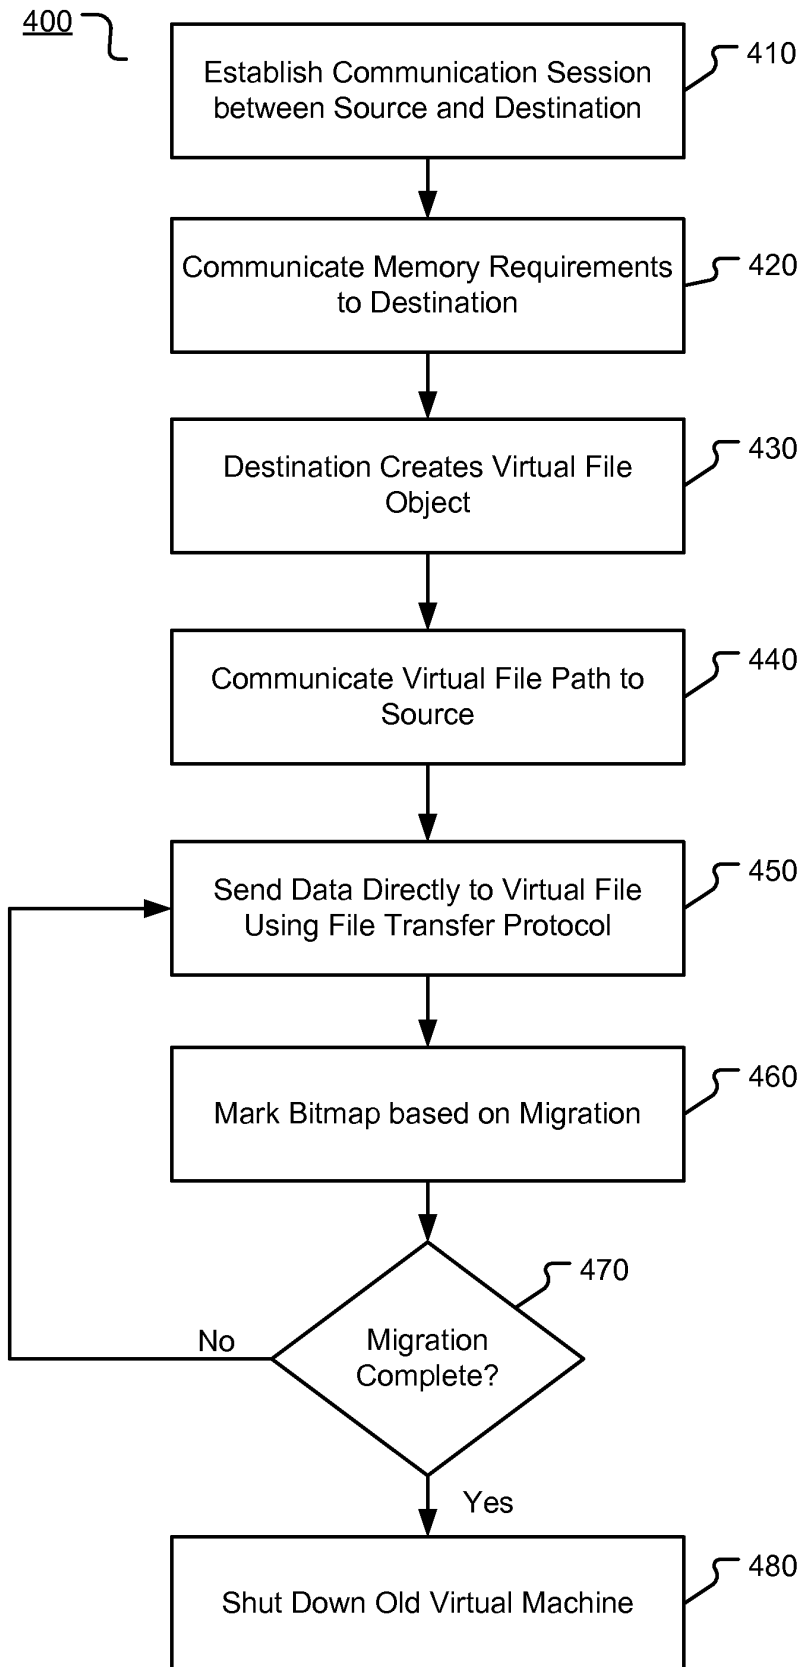 400
410
Establish Communication Session
between Source and Destination
420
Communicate Memory Requirements
to Destination
430
Destination Creates Virtual File
Object
440
Communicate Virtual File Path to
Source
450
Send Data Directly to Virtual File
Using File Transfer Protocol
460
Mark Bitmap based on Migration
470
Migration
Complete?
No
Yes
480
Shut Down Old Virtual Machine